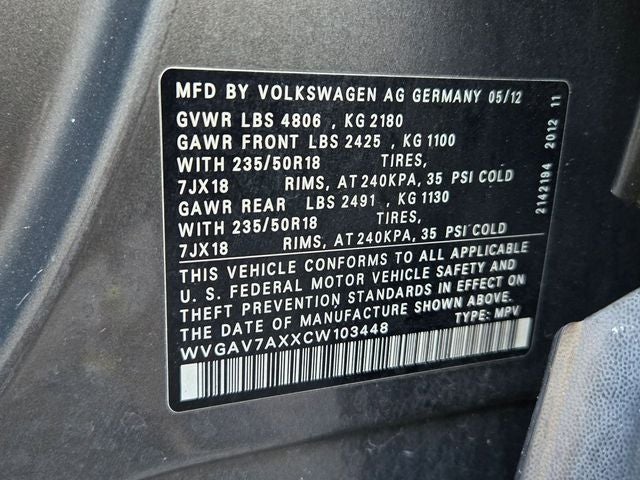 MFD BY VOLKSWAGEN AG GERMANY 05/12
GVWR LBS 4806 , KG 2180
GAWR FRONT LBS 2425 , KG 1100
WITH 235/50R18 TIRES,
7JX18 RIMS, AT 240KPA, 35 PSI COLD
GAWR REAR LBS 2491 , KG 1130
WITH 235/50R18 TIRES,
7JX18 RIMS, AT 240KPA, 35 PSI COLD
THIS VEHICLE CONFORMS TO ALL APPLICABLE
U. S. FEDERAL MOTOR VEHICLE SAFETY AND
THEFT PREVENTION STANDARDS IN EFFECT ON
THE DATE OF MANUFACTURE SHOWN ABOVE.
WVGAV7AXXCW103448 TYPE: MPV
2142194 2012 11